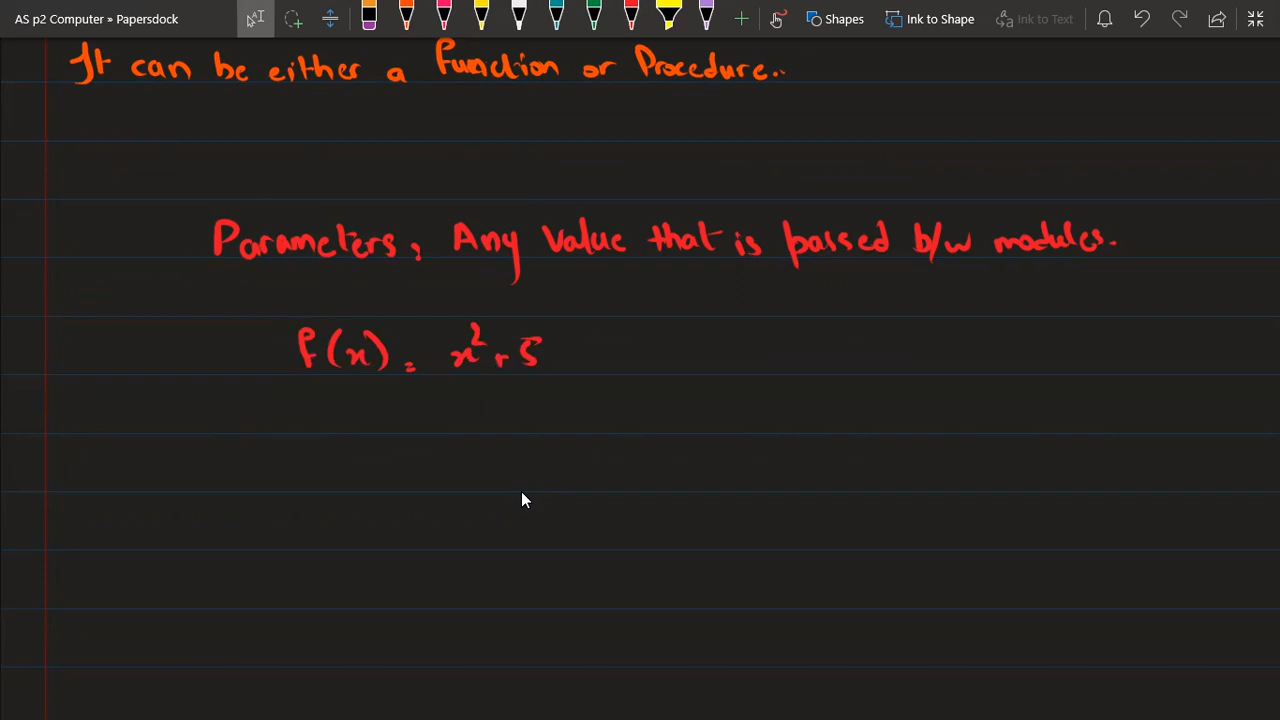 AS p2 Computer » Papersdock
Shapes
Ink to Shape
Ink to Text
It can be either a Function or Procedure..
Parameters; Any Value that is passed b/w modules.
f(x) = x² + 5